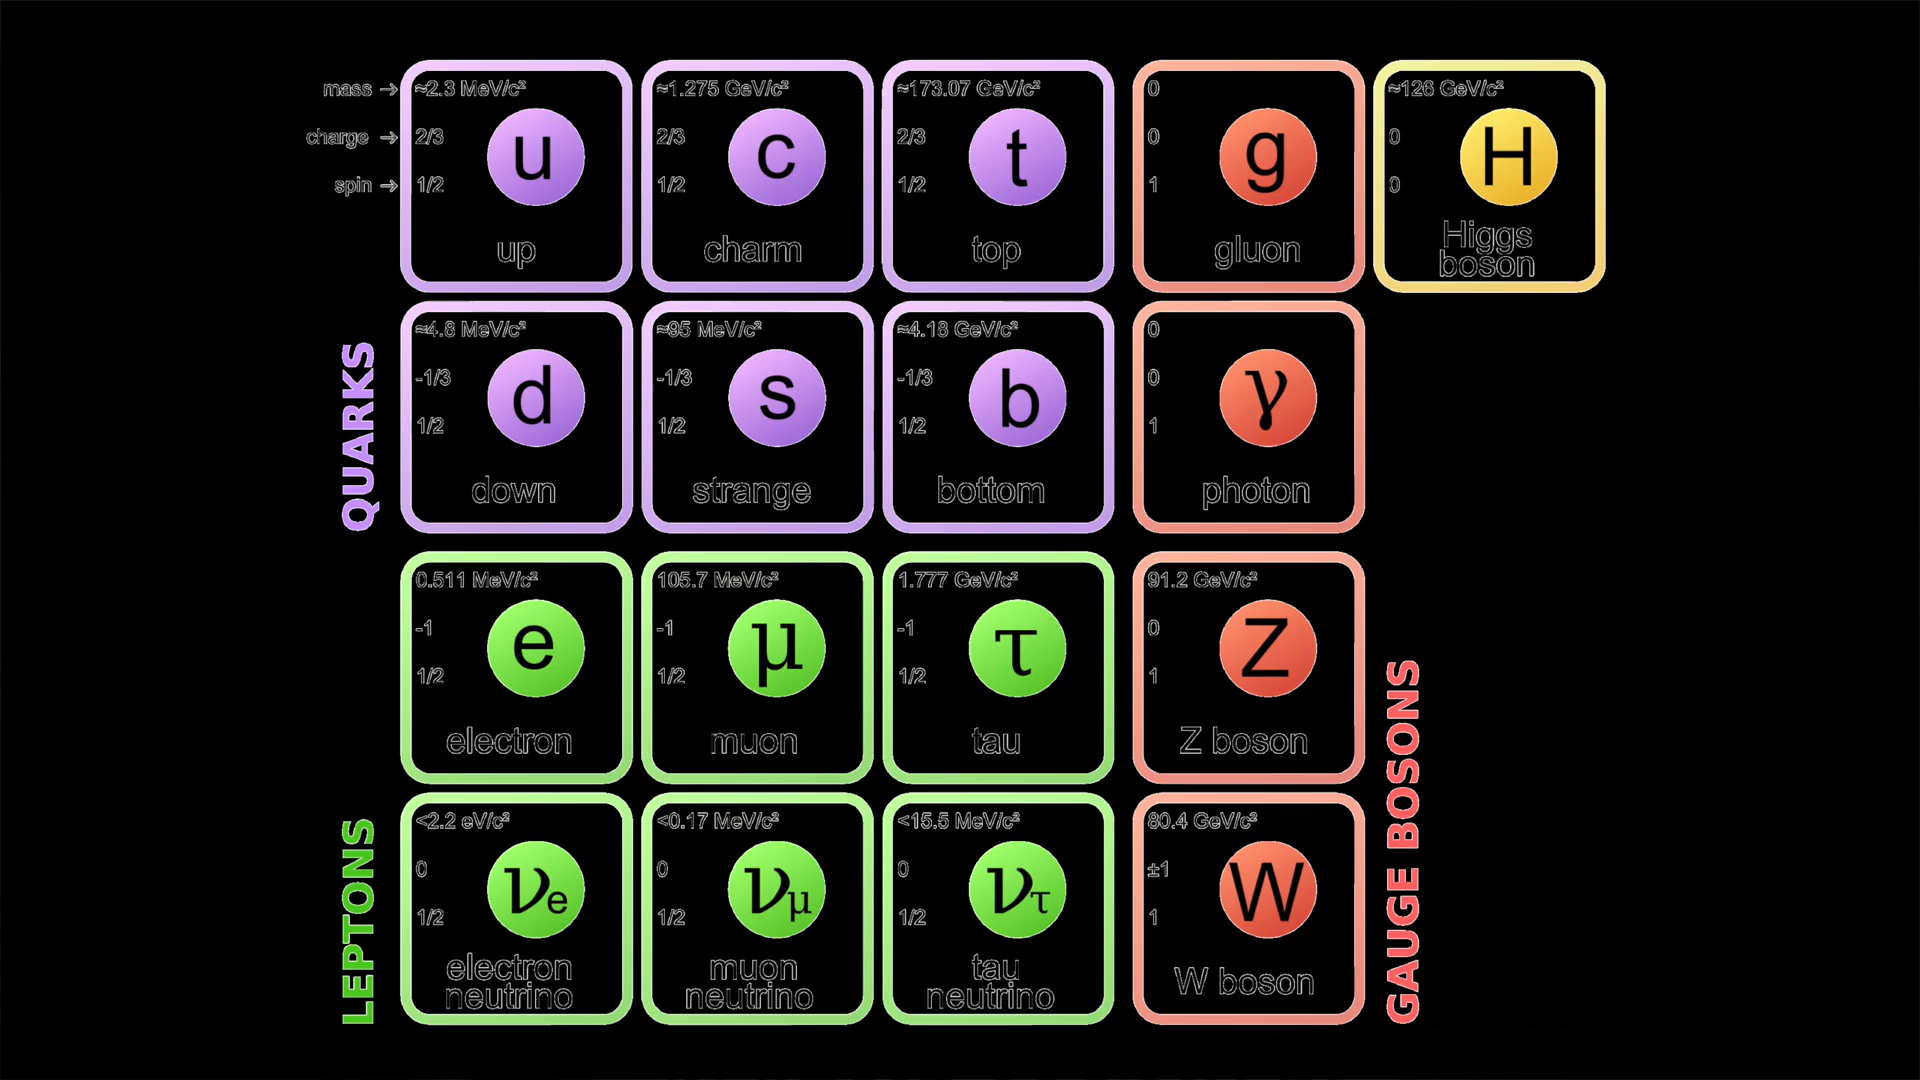 mass →
charge →
spin →
≈2.3 MeV/c²
2/3
1/2
u
up
≈1.275 GeV/c²
2/3
1/2
c
charm
≈173.07 GeV/c²
2/3
1/2
t
top
0
0
1
g
gluon
≈126 GeV/c²
0
0
H
Higgs
boson
QUARKS
≈4.8 MeV/c²
-1/3
1/2
d
down
≈95 MeV/c²
-1/3
1/2
s
strange
≈4.18 GeV/c²
-1/3
1/2
b
bottom
0
0
1
γ
photon
LEPTONS
0.511 MeV/c²
-1
1/2
e
electron
105.7 MeV/c²
-1
1/2
μ
muon
1.777 GeV/c²
-1
1/2
τ
tau
91.2 GeV/c²
0
1
Z
Z boson
GAUGE BOSONS
<2.2 eV/c²
0
1/2
νe
electron
neutrino
<0.17 MeV/c²
0
1/2
νμ
muon
neutrino
<15.5 MeV/c²
0
1/2
ντ
tau
neutrino
80.4 GeV/c²
±1
1
W
W boson